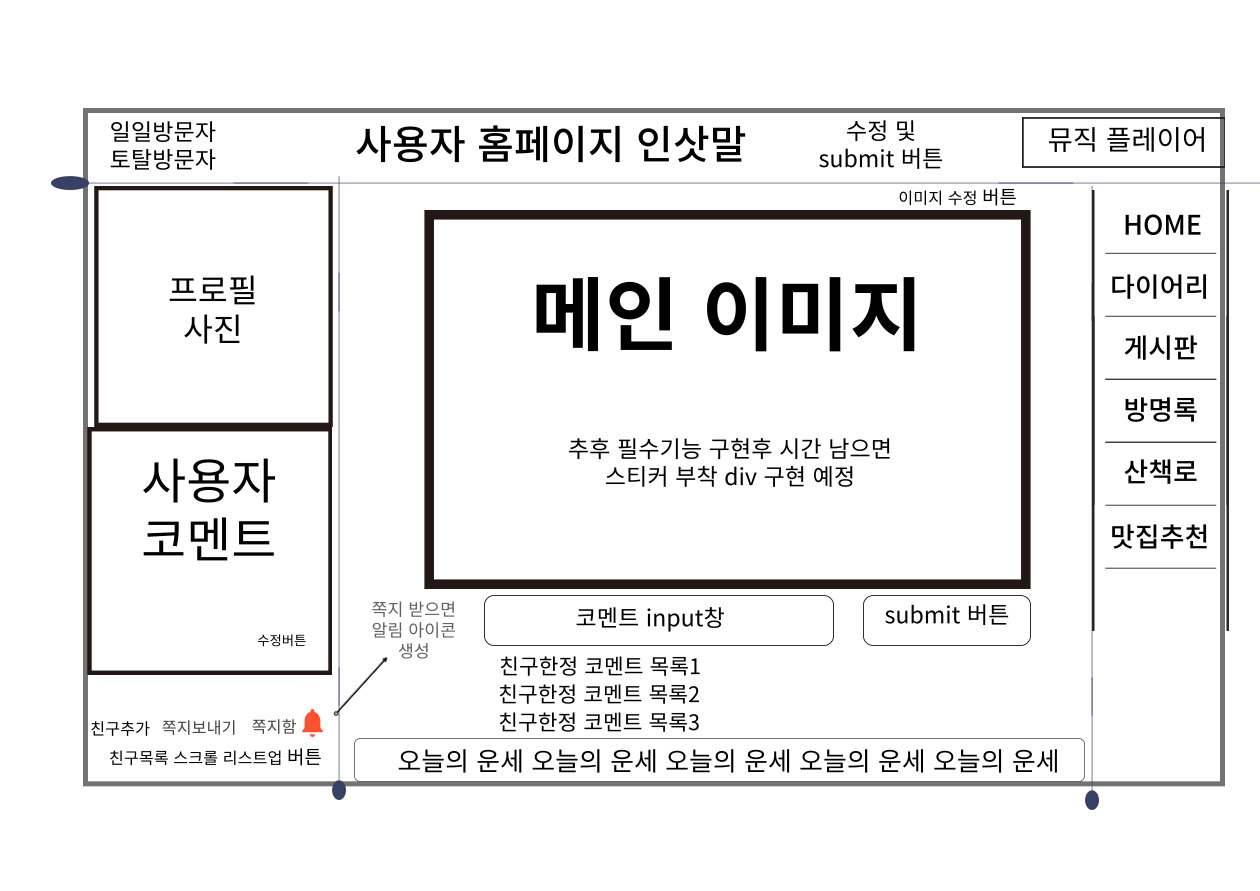 일일방문자
토탈방문자
사용자 홈페이지 인삿말
수정 및
submit 버튼
뮤직 플레이어
이미지 수정 버튼
프로필
사진
메인 이미지
추후 필수기능 구현후 시간 남으면
스티커 부착 div 구현 예정
HOME
다이어리
게시판
방명록
산책로
맛집추천
사용자
코멘트
수정버튼
쪽지 받으면
알림 아이콘
생성
코멘트 input창
submit 버튼
친구한정 코멘트 목록1
친구한정 코멘트 목록2
친구한정 코멘트 목록3
친구추가 쪽지보내기 쪽지함
친구목록 스크롤 리스트업 버튼
오늘의 운세 오늘의 운세 오늘의 운세 오늘의 운세 오늘의 운세